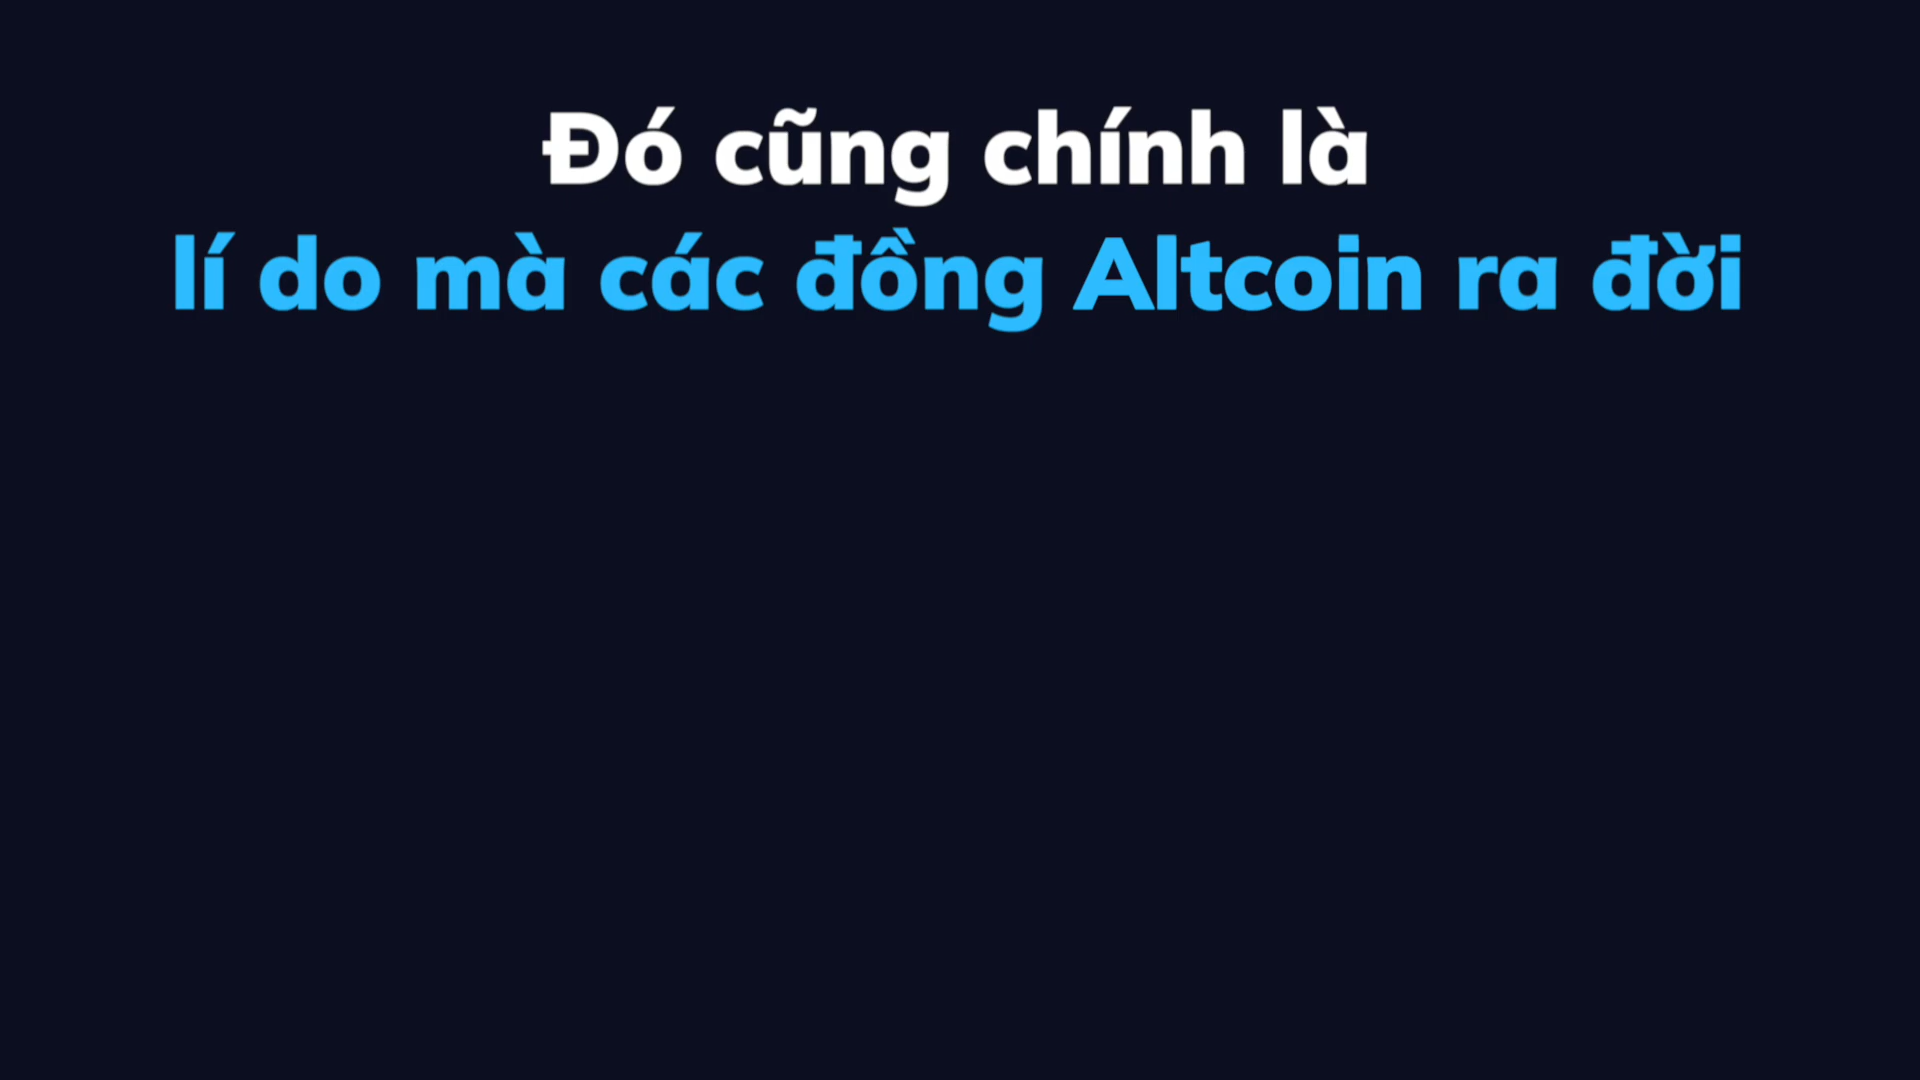 Đó cũng chính là
lí do mà các đồng Altcoin ra đời